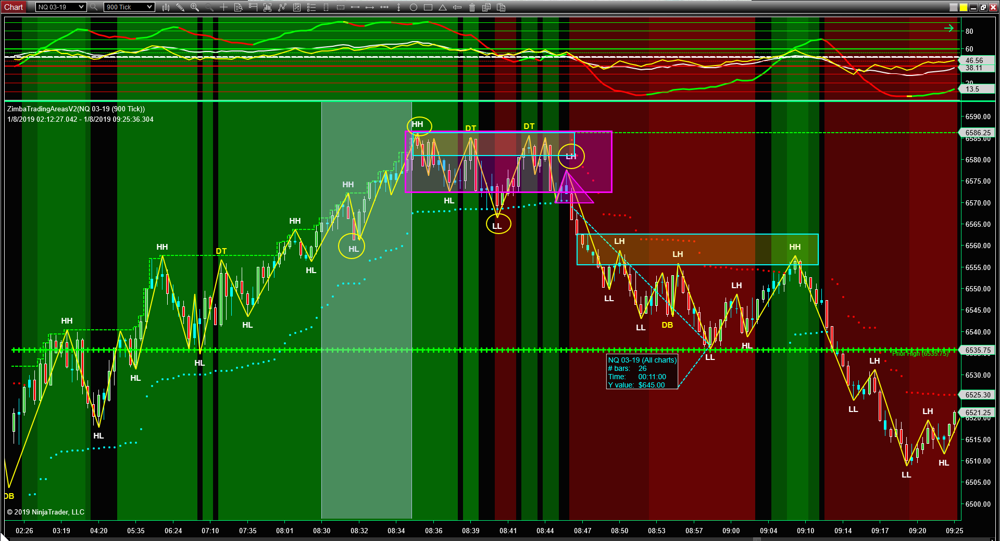 Chart NQ 03-19 900 Tick
80
60
46.56
38.11
20
13.5
ZimbaTradingAreasV2(NQ 03-19 (900 Tick))
1/8/2019 02:12:27.042 - 1/8/2019 09:25:36.304
6590.00
HH
DT
DT
6586.25
6585.00
LH
6580.00
6575.00
HH
HL
6570.00
HH
LL
6565.00
LH
6560.00
HH
HL
HH
DT
LH
6555.00
HL
LH
6550.00
LL
6545.00
HH
HL
LL
DB
6540.00
HL
6535.75
6535.00
Prior High (6535.75)
HL
LL
LH
NQ 03-19 (All charts)
# bars: 26
Time: 00:11:00
Y value: $645.00
HL
6530.00
6525.30
LL
LH
6521.25
6520.00
HL
6515.00
6510.00
HL
LL
6505.00
DB
6500.00
© 2019 NinjaTrader, LLC
02:26 03:19 04:20 05:35 06:24 07:10 07:35 08:01 08:30 08:32 08:34 08:36 08:39 08:41 08:44 08:47 08:50 08:53 08:57 09:00 09:04 09:10 09:14 09:17 09:20 09:25